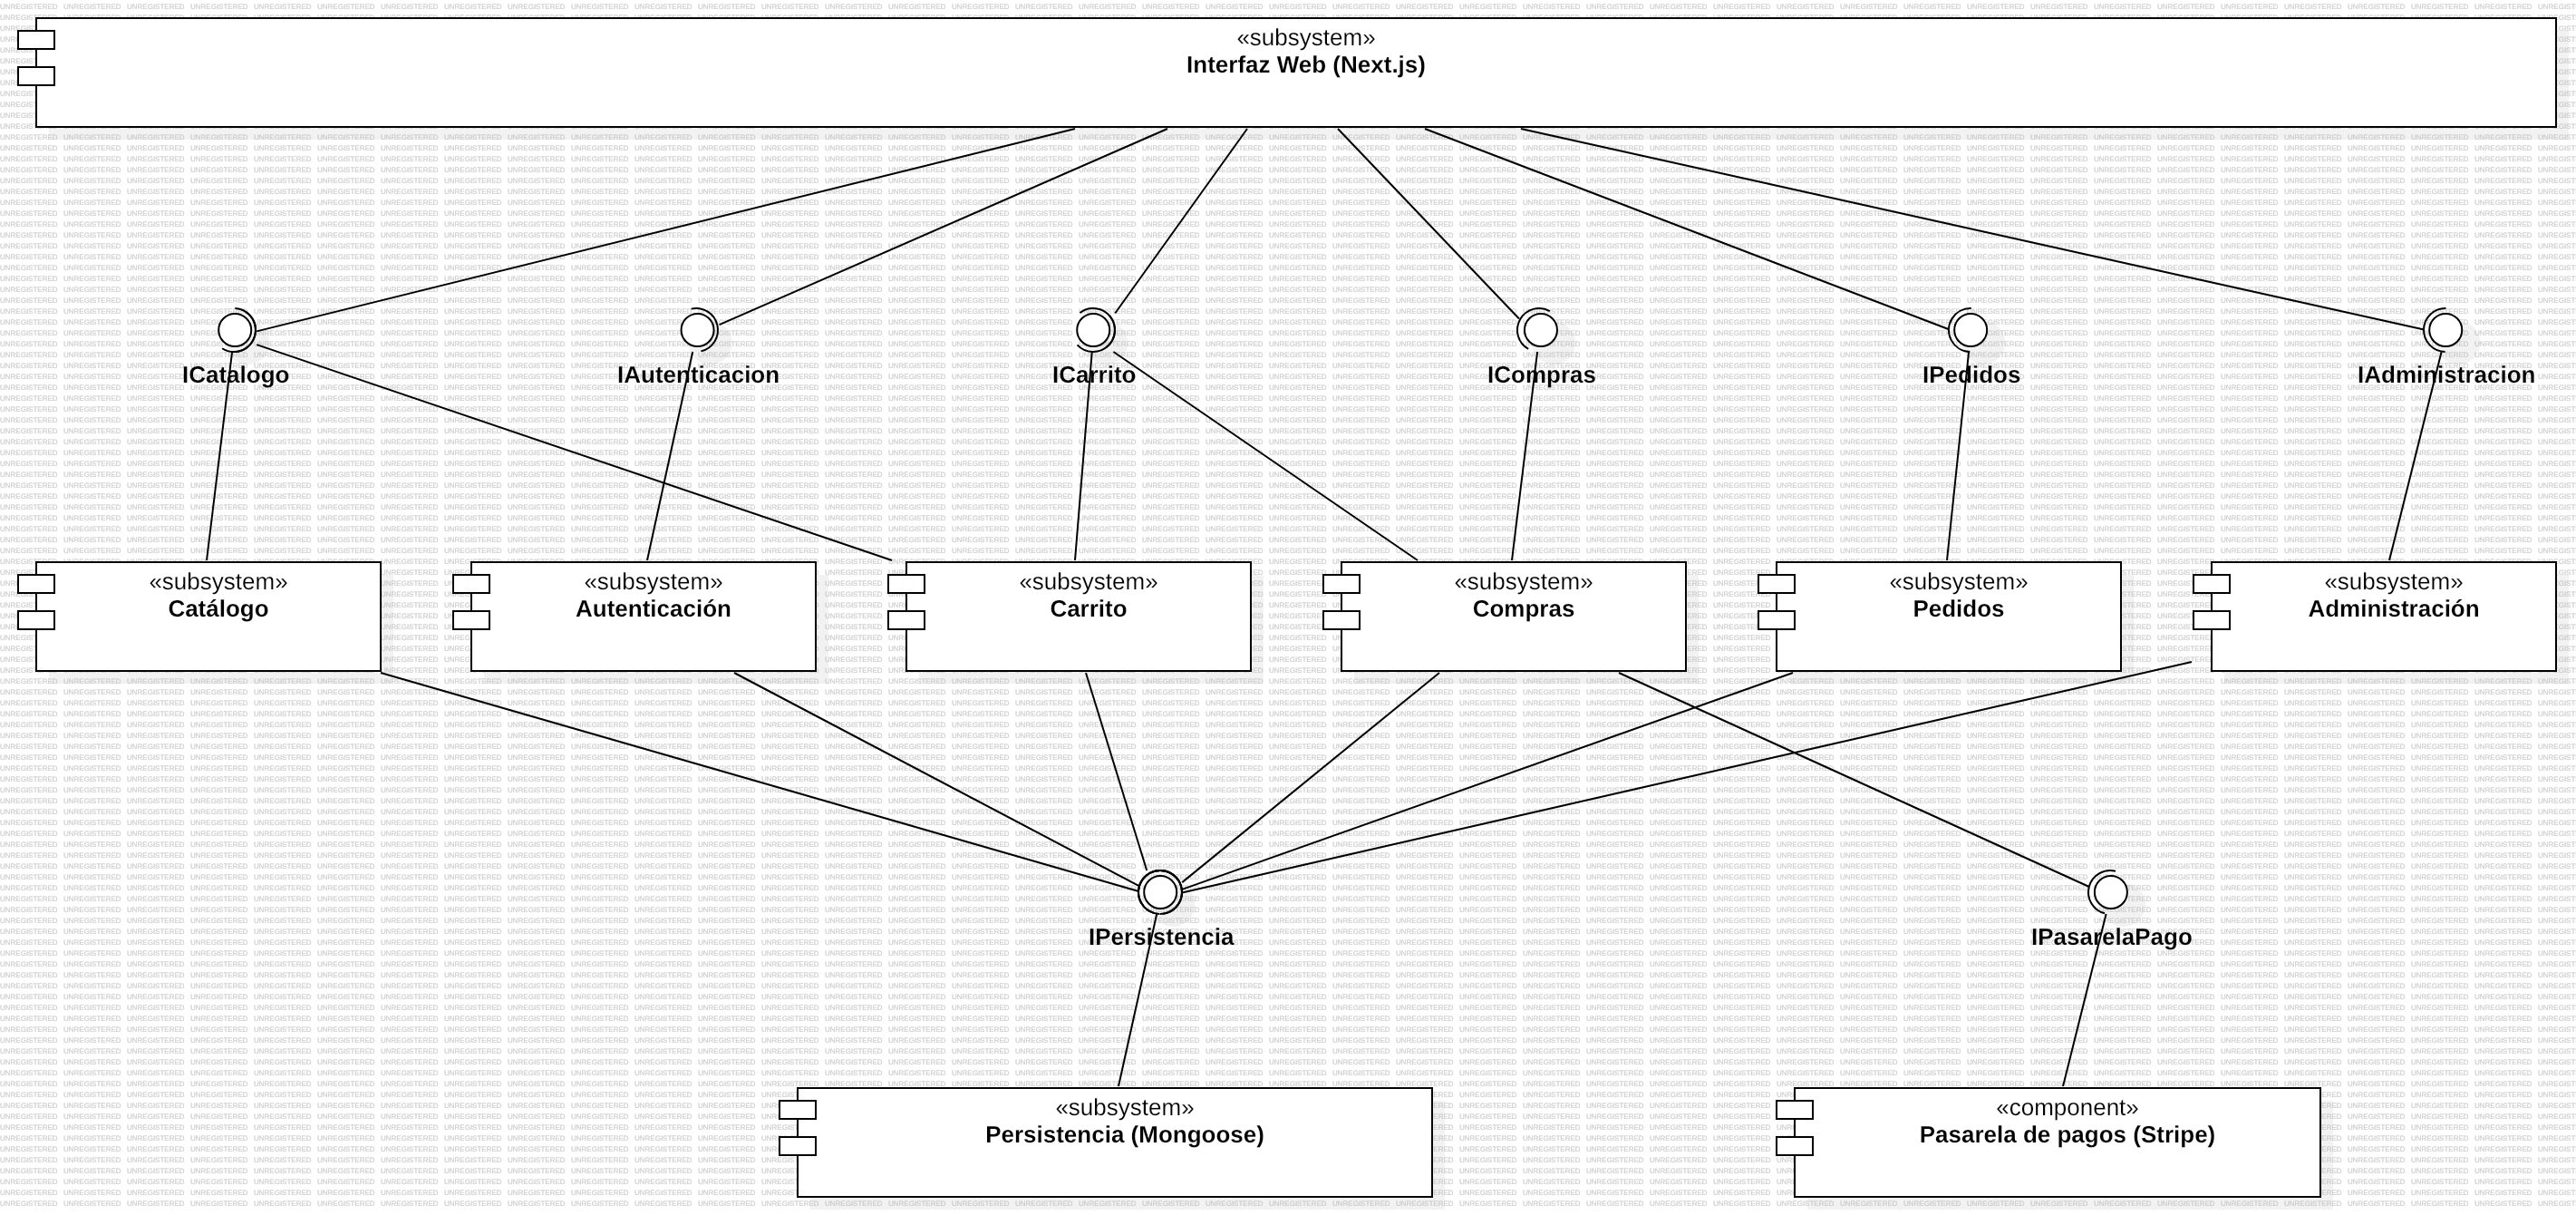 «subsystem»
Interfaz Web (Next.js)
ICatalogo
IAutenticacion
ICarrito
ICompras
IPedidos
IAdministracion
«subsystem»
Catálogo
«subsystem»
Autenticación
«subsystem»
Carrito
«subsystem»
Compras
«subsystem»
Pedidos
«subsystem»
Administración
IPersistencia
IPasarelaPago
«subsystem»
Persistencia (Mongoose)
«component»
Pasarela de pagos (Stripe)
UNREGISTERED